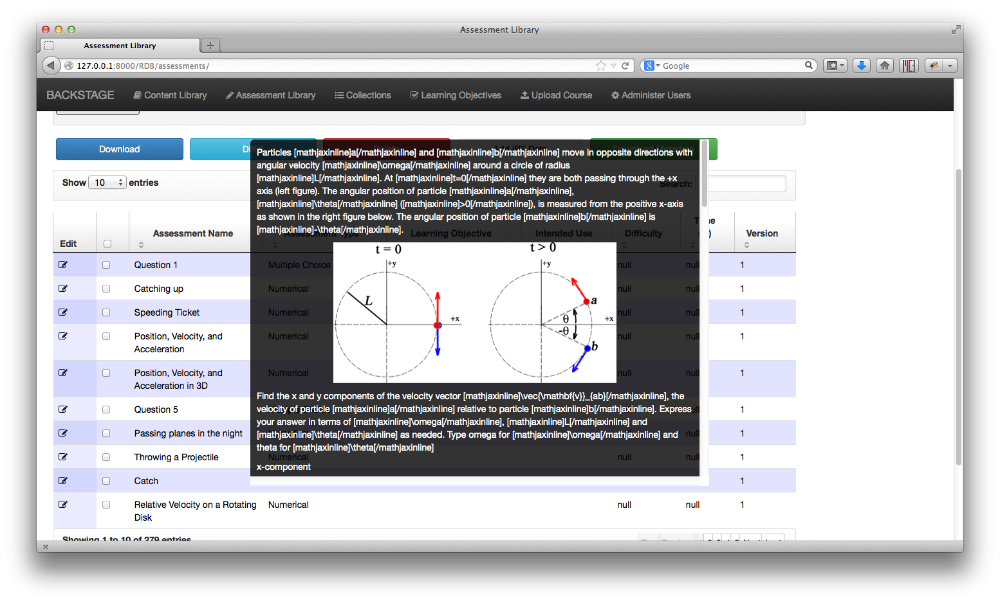 Assessment Library
Assessment Library
127.0.0.1:8000/RDB/assessments/
Google
BACKSTAGE Content Library Assessment Library Collections Learning Objectives Upload Course Administer Users
Download
Show 10 entries
Search:
Edit Assessment Name Assessment Type Learning Objective Intended Use Difficulty Version
Particles [mathjaxinline]a[/mathjaxinline] and [mathjaxinline]b[/mathjaxinline] move in opposite directions with
angular velocity [mathjaxinline]\omega[/mathjaxinline] around a circle of radius
[mathjaxinline]L[/mathjaxinline]. At [mathjaxinline]t=0[/mathjaxinline] they are both passing through the +x
axis (left figure). The angular position of particle [mathjaxinline]a[/mathjaxinline],
[mathjaxinline]\theta[/mathjaxinline] ([mathjaxinline]>0[/mathjaxinline]), is measured from the positive x-axis
as shown in the right figure below. The angular position of particle [mathjaxinline]b[/mathjaxinline] is
[mathjaxinline]-\theta[/mathjaxinline].
t = 0
+y
L
+x
t > 0
+y
a
θ
+x
-θ
b
Find the x and y components of the velocity vector [mathjaxinline]\vec{\mathbf{v}}_{ab}[/mathjaxinline], the
velocity of particle [mathjaxinline]a[/mathjaxinline] relative to particle [mathjaxinline]b[/mathjaxinline]. Express
your answer in terms of [mathjaxinline]\omega[/mathjaxinline], [mathjaxinline]L[/mathjaxinline] and
[mathjaxinline]\theta[/mathjaxinline] as needed. Type omega for [mathjaxinline]\omega[/mathjaxinline] and
theta for [mathjaxinline]\theta[/mathjaxinline]
x-component
Question 1 Multiple Choice null null 1
Catching up Numerical null null 1
Speeding Ticket Numerical null null 1
Position, Velocity, and
Acceleration Numerical null null 1
Position, Velocity, and
Acceleration in 3D Numerical null null 1
Question 5 null null 1
Passing planes in the night null null 1
Throwing a Projectile Numerical null null 1
Catch 1
Relative Velocity on a Rotating
Disk Numerical null null 1
Showing 1 to 10 of 279 entries